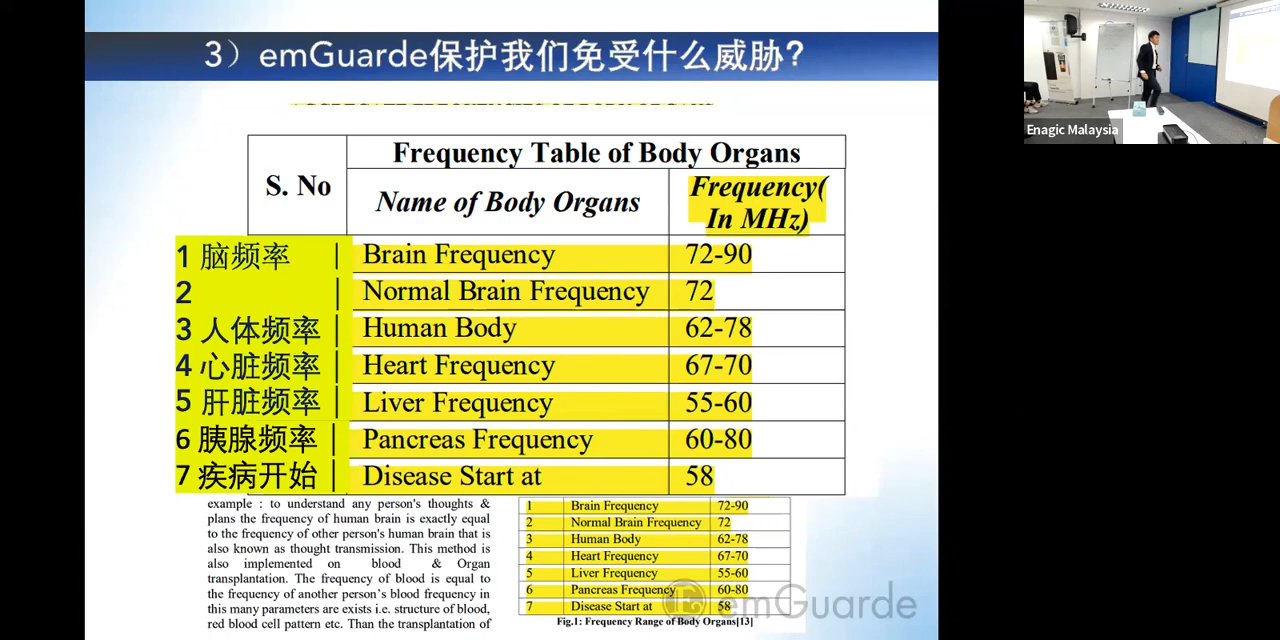 3）emGuarde保护我们免受什么威胁？
Enagic Malaysia
Frequency Table of Body Organs
S. No
Name of Body Organs
Frequency(
In MHz)
1 脑频率 | Brain Frequency 72-90
2 | Normal Brain Frequency 72
3 人体频率 | Human Body 62-78
4 心脏频率 | Heart Frequency 67-70
5 肝脏频率 | Liver Frequency 55-60
6 胰腺频率 | Pancreas Frequency 60-80
7 疾病开始 | Disease Start at 58
example : to understand any person's thoughts &
plans the frequency of human brain is exactly equal
to the frequency of other person's human brain that is
also known as thought transmission. This method is
also implemented on blood & Organ
transplantation. The frequency of blood is equal to
the frequency of another person's blood frequency in
this many parameters are exists i.e. structure of blood,
red blood cell pattern etc. Than the transplantation of
1 Brain Frequency 72-90
2 Normal Brain Frequency 72
3 Human Body 62-78
4 Heart Frequency 67-70
5 Liver Frequency 55-60
6 Pancreas Frequency 60-80
7 Disease Start at 58
Fig.1: Frequency Range of Body Organs[13]
emGuarde